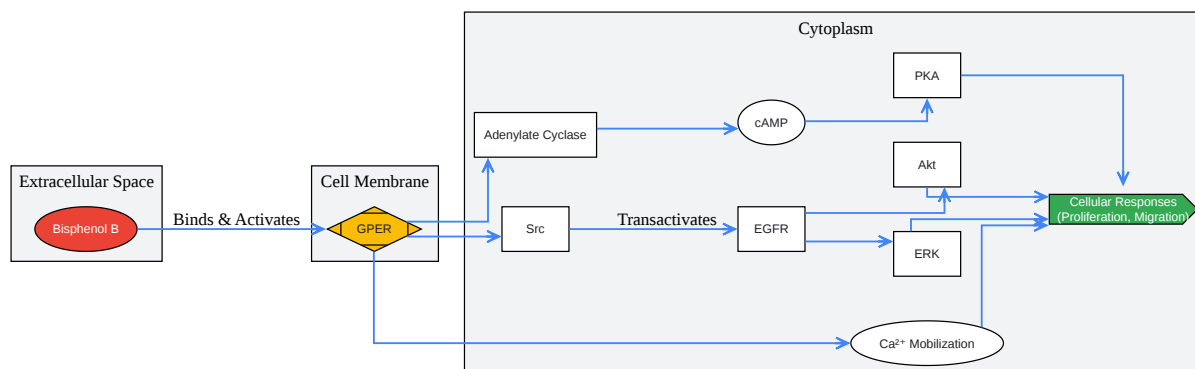 Cytoplasm
PKA
cAMP
Adenylate Cyclase
Akt
Extracellular Space
Cell Membrane
Cellular Responses
(Proliferation, Migration)
Binds & Activates
Transactivates
Bisphenol B
GPER
Src
EGFR
ERK
Ca²⁺ Mobilization